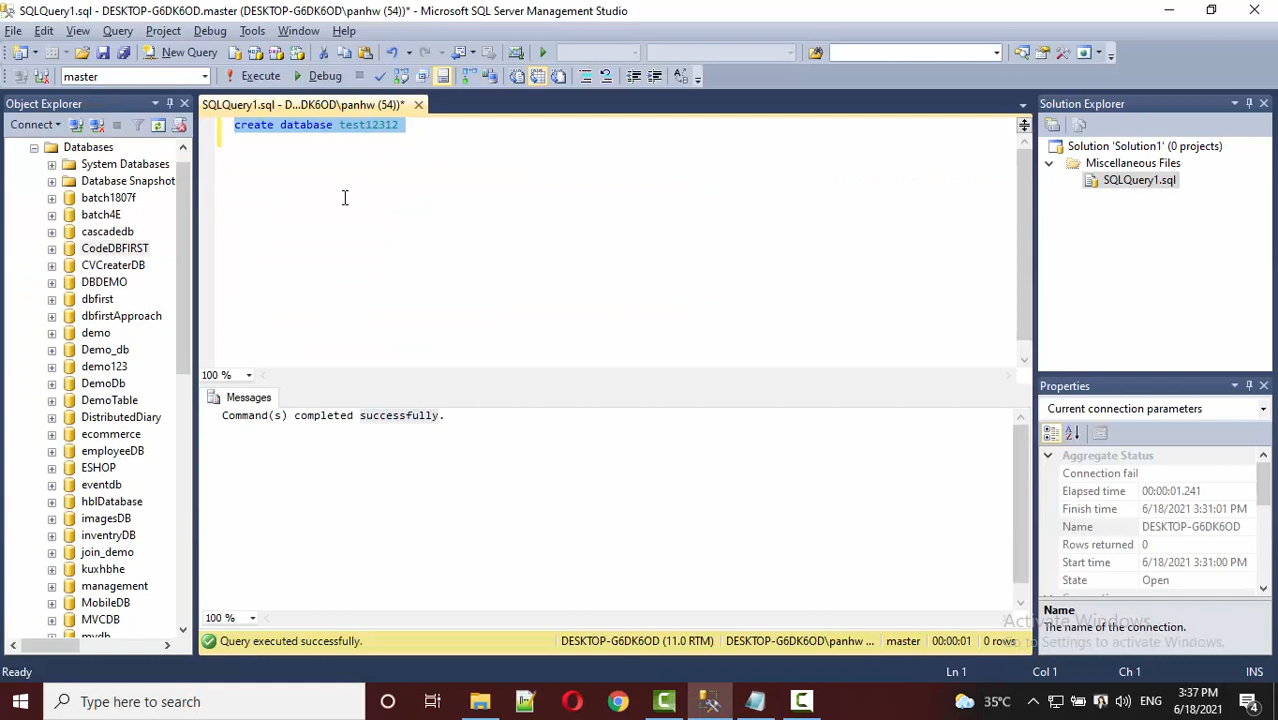 SQLQuery1.sql - DESKTOP-G6DK6OD.master (DESKTOP-G6DK6OD\panhw (54))* - Microsoft SQL Server Management Studio
File Edit View Query Project Debug Tools Window Help
New Query
master Execute Debug
Object Explorer
Connect
Databases
System Databases
Database Snapshot
batch1807f
batch4E
cascadedb
CodeDBFIRST
CVCreaterDB
DBDEMO
dbfirst
dbfirstApproach
demo
Demo_db
demo123
DemoDb
DemoTable
DistributedDiary
ecommerce
employeeDB
ESHOP
eventdb
hblDatabase
imagesDB
inventryDB
join_demo
kuxhbhe
management
MobileDB
MVCDB
mydb
SQLQuery1.sql - D...DK6OD\panhw (54))*
create database test12312
100 %
Messages
Command(s) completed successfully.
100 %
Query executed successfully. DESKTOP-G6DK6OD (11.0 RTM) DESKTOP-G6DK6OD\panhw ... master 00:00:01 0 rows
Solution Explorer
Solution 'Solution1' (0 projects)
Miscellaneous Files
SQLQuery1.sql
Properties
Current connection parameters
Aggregate Status
Connection fail
Elapsed time 00:00:01.241
Finish time 6/18/2021 3:31:01 PM
Name DESKTOP-G6DK6OD
Rows returned 0
Start time 6/18/2021 3:31:00 PM
State Open
Name
The name of the connection.
Activate Windows
Go to Settings to activate Windows.
Ready Ln 1 Col 1 Ch 1 INS
Type here to search 35°C ENG 3:37 PM
6/18/2021
4